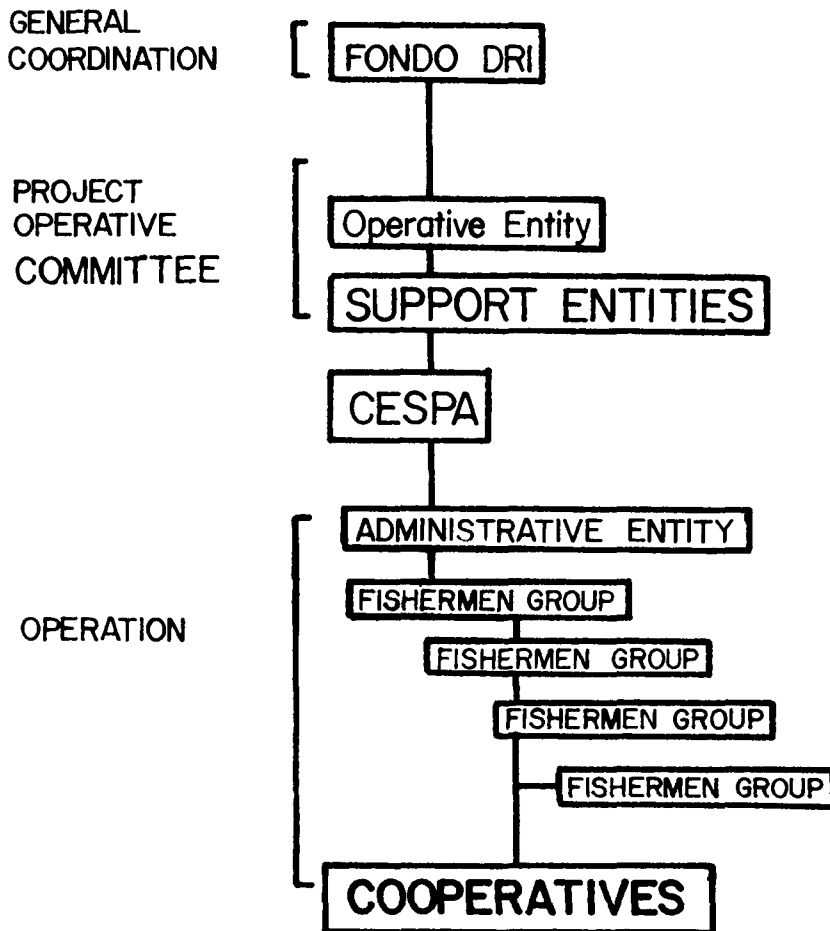 GENERAL
COORDINATION
FONDO DRI
PROJECT
OPERATIVE
COMMITTEE
Operative Entity
SUPPORT ENTITIES
CESPA
ADMINISTRATIVE ENTITY
FISHERMEN GROUP
OPERATION
FISHERMEN GROUP
FISHERMEN GROUP
FISHERMEN GROUP
COOPERATIVES